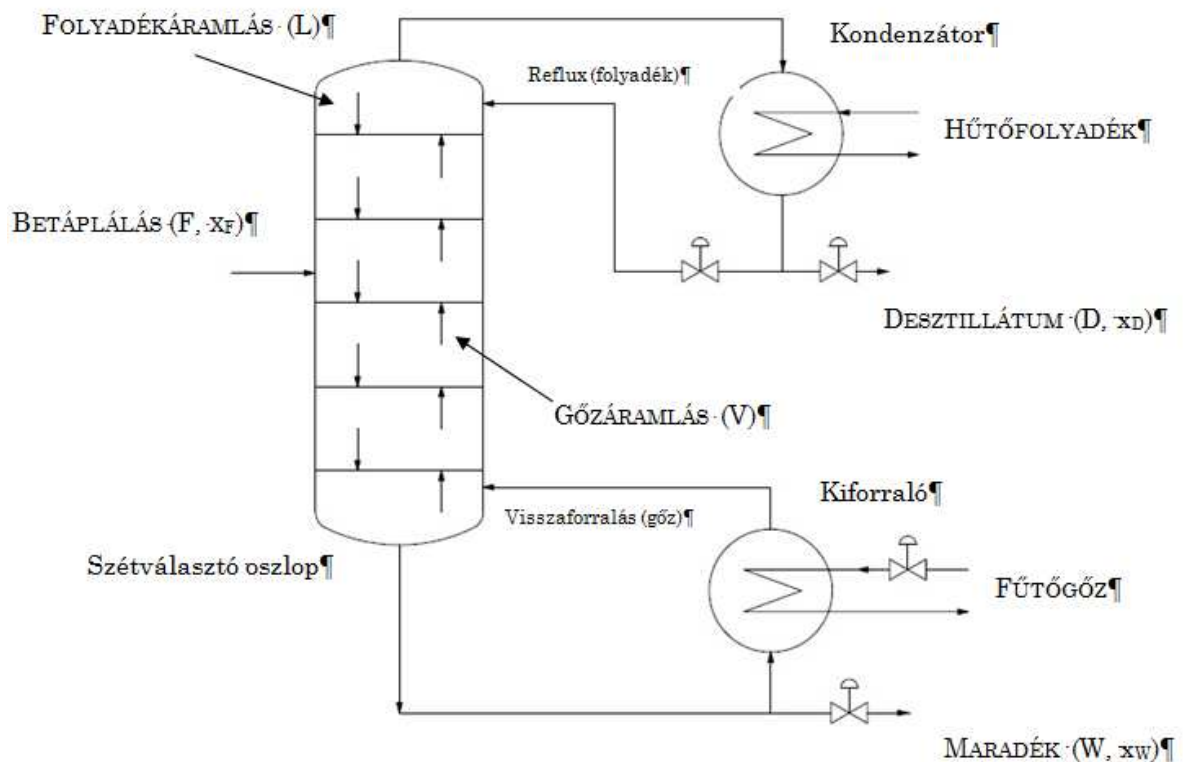 FOLYADÉKÁRAMLÁS·(L)¶
Kondenzátor¶
Reflux (folyadék)¶
HŰTŐFOLYADÉK¶
BETÁPLÁLÁS·(F,·xF)¶
DESZTILLÁTUM·(D,·xD)¶
GŐZÁRAMLÁS·(V)¶
Kiforraló¶
Visszaforralás (gőz)¶
Szétválasztó oszlop¶
FŰTŐGŐZ¶
MARADÉK·(W,·xW)¶